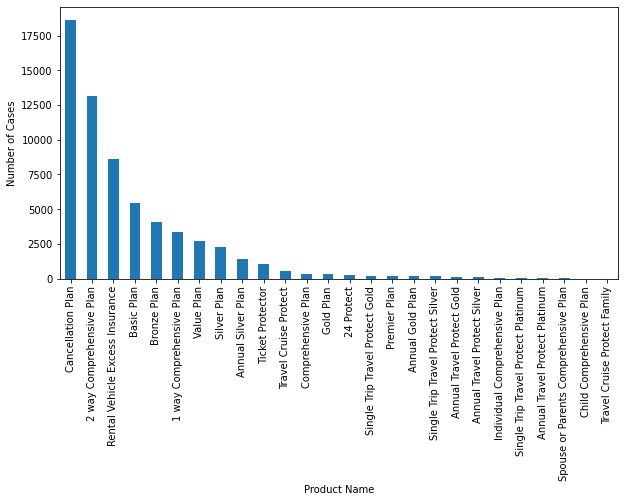 17500
15000
12500
10000
7500
5000
2500
0
Number of Cases
Cancellation Plan
2 way Comprehensive Plan
Rental Vehicle Excess Insurance
Basic Plan
Bronze Plan
1 way Comprehensive Plan
Value Plan
Silver Plan
Annual Silver Plan
Ticket Protector
Travel Cruise Protect
Comprehensive Plan
Gold Plan
24 Protect
Single Trip Travel Protect Gold
Premier Plan
Annual Gold Plan
Single Trip Travel Protect Silver
Annual Travel Protect Gold
Annual Travel Protect Silver
Individual Comprehensive Plan
Single Trip Travel Protect Platinum
Annual Travel Protect Platinum
Spouse or Parents Comprehensive Plan
Child Comprehensive Plan
Travel Cruise Protect Family
Product Name